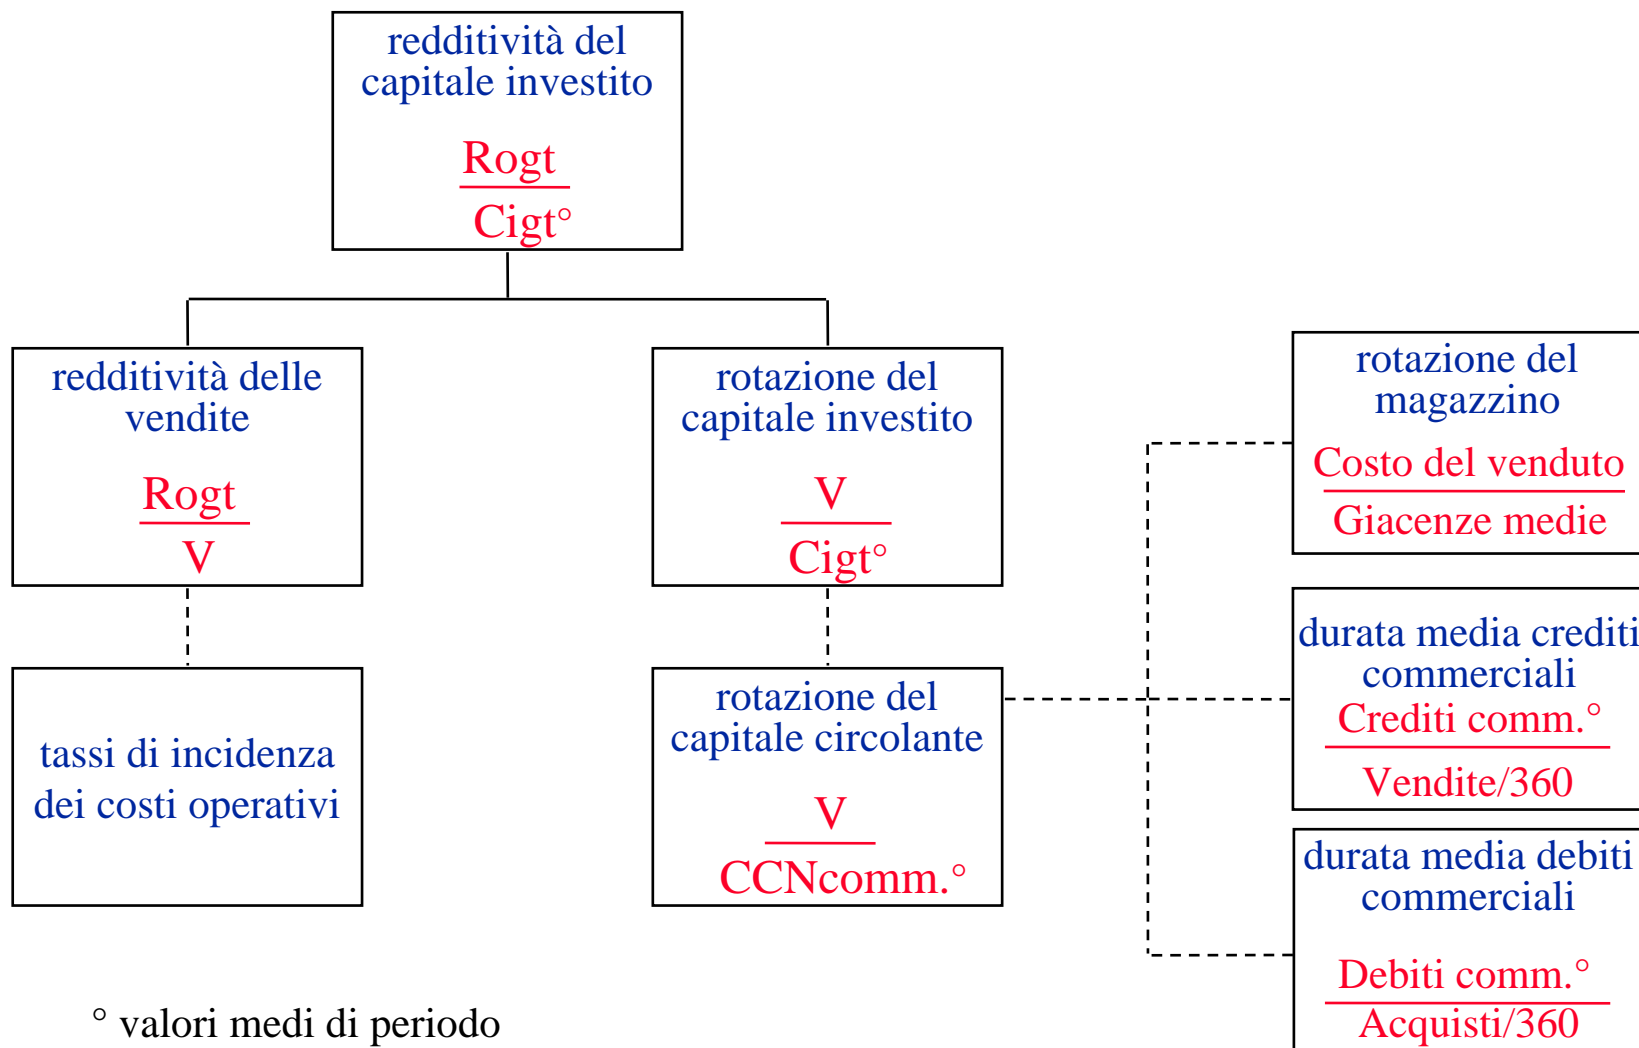 redditività del
capitale investito
Rogt
Cigt°
redditività delle
vendite
Rogt
V
rotazione del
capitale investito
V
Cigt°
rotazione del
magazzino
Costo del venduto
Giacenze medie
tassi di incidenza
dei costi operativi
rotazione del
capitale circolante
V
CCNcomm.°
durata media crediti
commerciali
Crediti comm.°
Vendite/360
durata media debiti
commerciali
Debiti comm.°
Acquisti/360
° valori medi di periodo